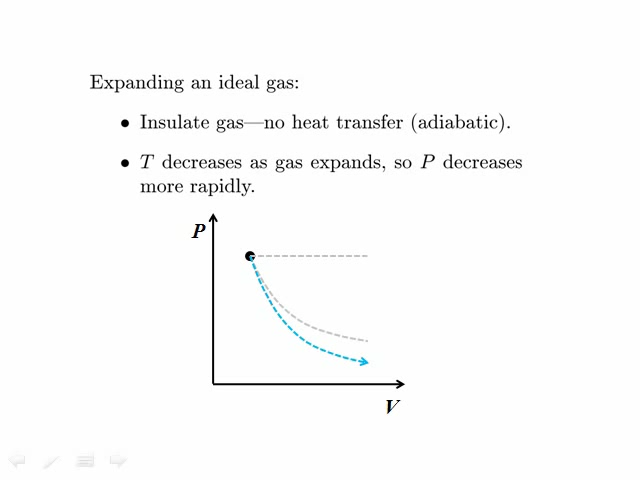 Expanding an ideal gas:
• Insulate gas—no heat transfer (adiabatic).
• T decreases as gas expands, so P decreases
more rapidly.
P
V